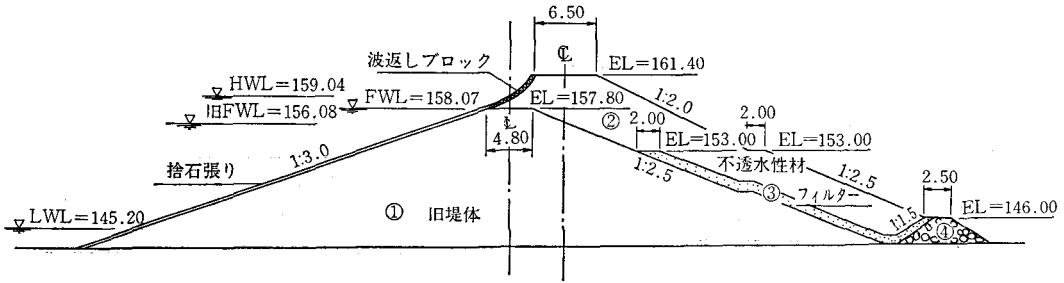 6.50
波返しブロック
℄
EL=161.40
HWL=159.04
旧FWL=156.08
FWL=158.07
EL=157.80
1:2.0
℄
4.80
②
2.00
2.00
EL=153.00
EL=153.00
1:3.0
捨石張り
1:2.5
不透水性材
1:2.5
2.50
③
フィルター
LWL=145.20
① 旧堤体
1:1.5
EL=146.00
④